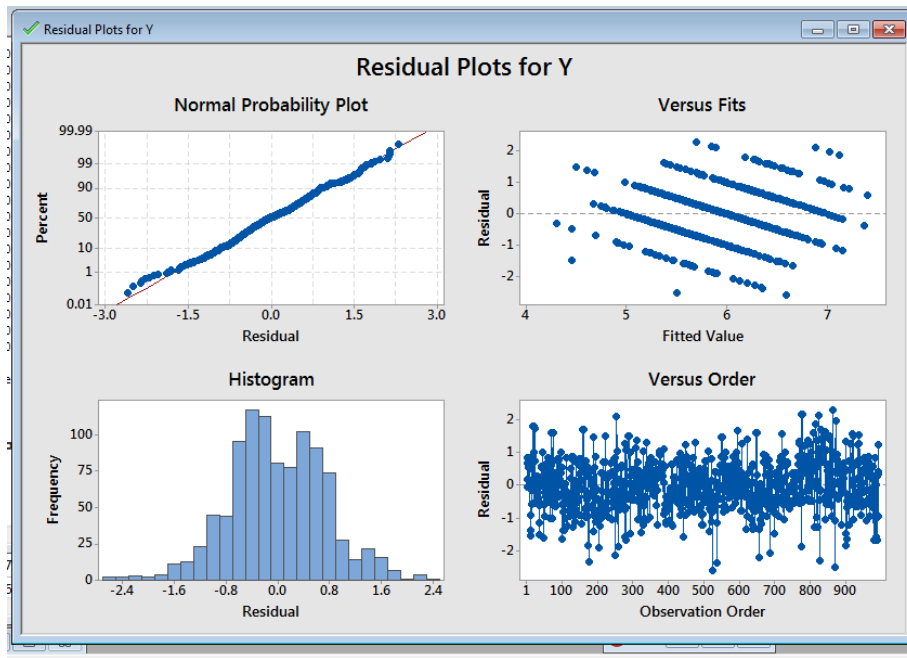 Residual Plots for Y
Residual Plots for Y
Normal Probability Plot
99.99
99
90
50
10
1
0.01
Percent
-3.0 -1.5 0.0 1.5 3.0
Residual
Versus Fits
2
1
0
-1
-2
Residual
4 5 6 7
Fitted Value
Histogram
100
75
50
25
0
Frequency
-2.4 -1.6 -0.8 0.0 0.8 1.6 2.4
Residual
Versus Order
2
1
0
-1
-2
Residual
1 100 200 300 400 500 600 700 800 900
Observation Order